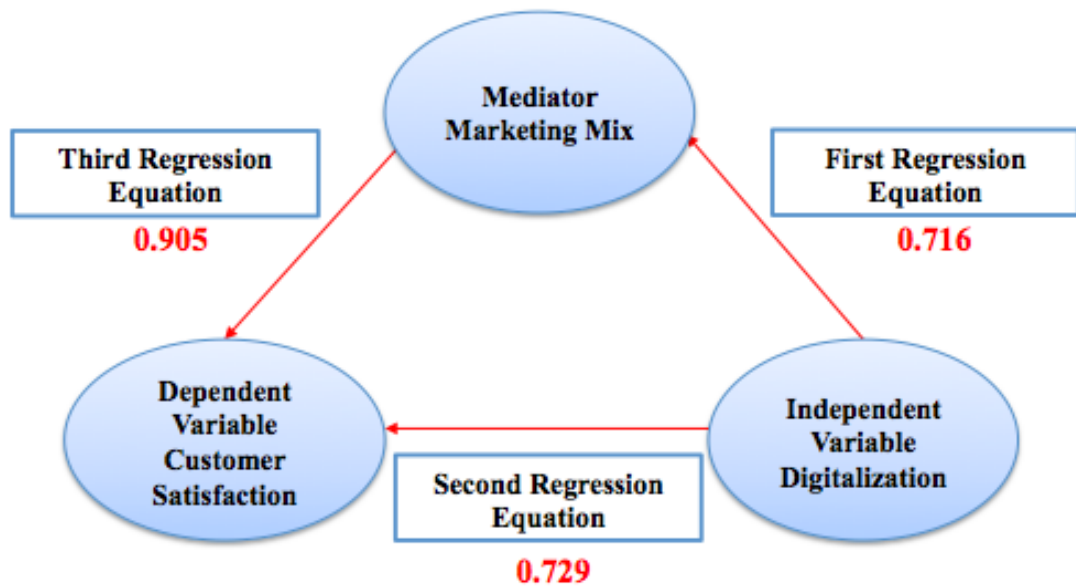 Mediator
Marketing Mix
Third Regression
Equation
0.905
First Regression
Equation
0.716
Dependent
Variable
Customer
Satisfaction
Second Regression
Equation
0.729
Independent
Variable
Digitalization